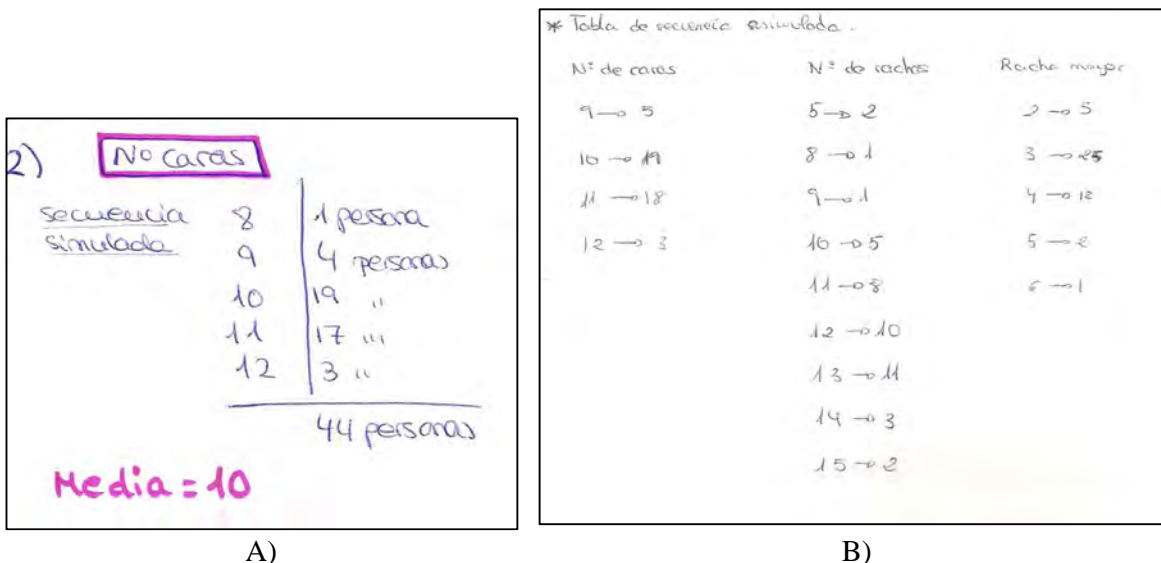 2) Nº caras
secuencia simulada
8 1 persona
9 4 personas
10 19 "
11 17 "
12 3 "
44 personas
Media = 10
A)
* Tabla de secuencia simulada.
Nº de caras Nº de rachas Racha mayor
9 → 5 5 → 2 2 → 5
10 → 19 8 → 1 3 →
11 → 18 9 → 1 4 → 12
12 → 3 10 → 5 5 → 2
11 → 8 6 → 1
12 → 10
13 → 11
14 → 3
15 → 2
B)